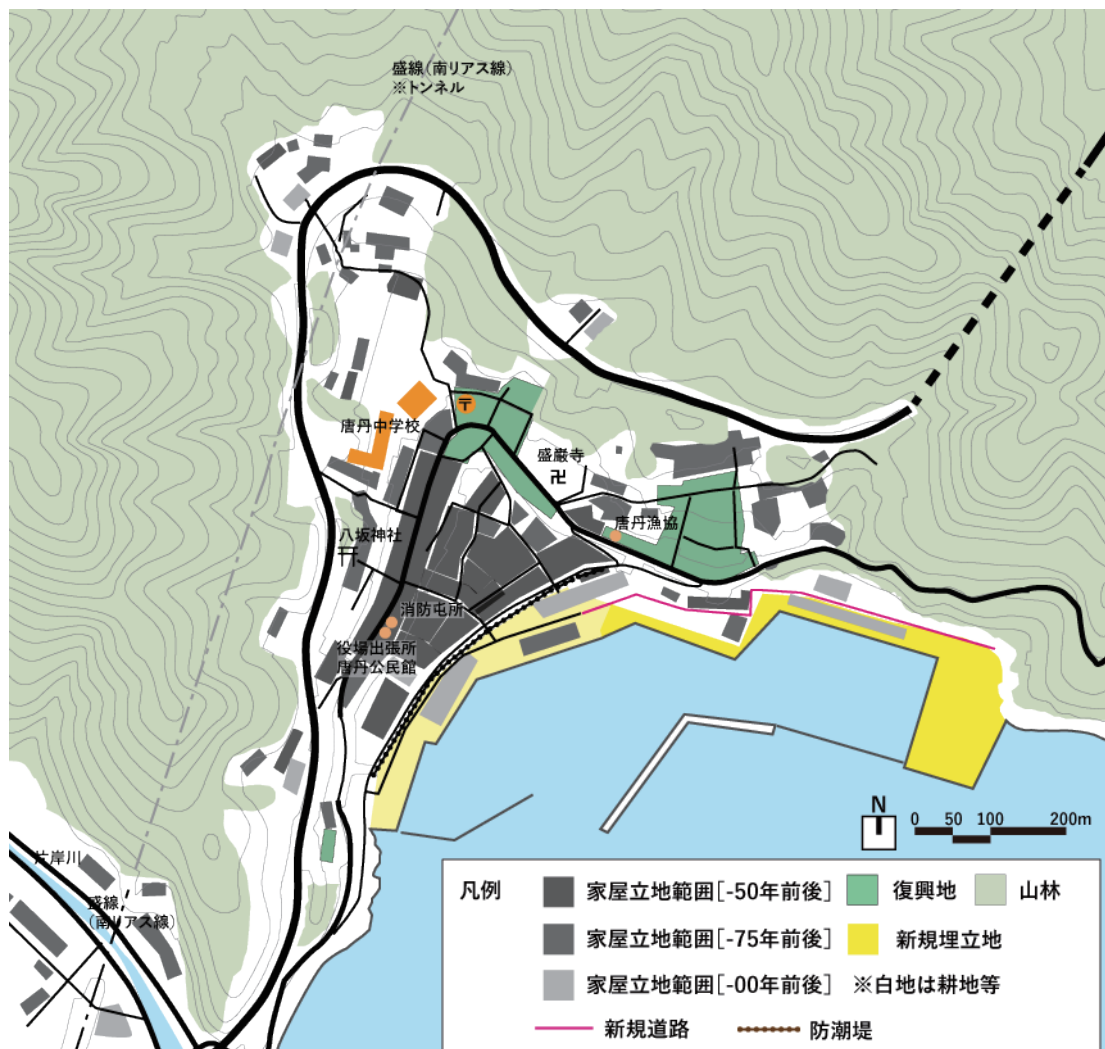 盛線(南リアス線)
※トンネル
〒
唐丹中学校
盛巌寺
卍
唐丹漁協
八坂神社
消防屯所
役場出張所
唐丹公民館
片岸川
盛線
(南リアス線)
N
0 50 100 200m
凡例
家屋立地範囲[-50年前後]
復興地
山林
家屋立地範囲[-75年前後]
新規埋立地
家屋立地範囲[-00年前後]
※白地は耕地等
新規道路
防潮堤